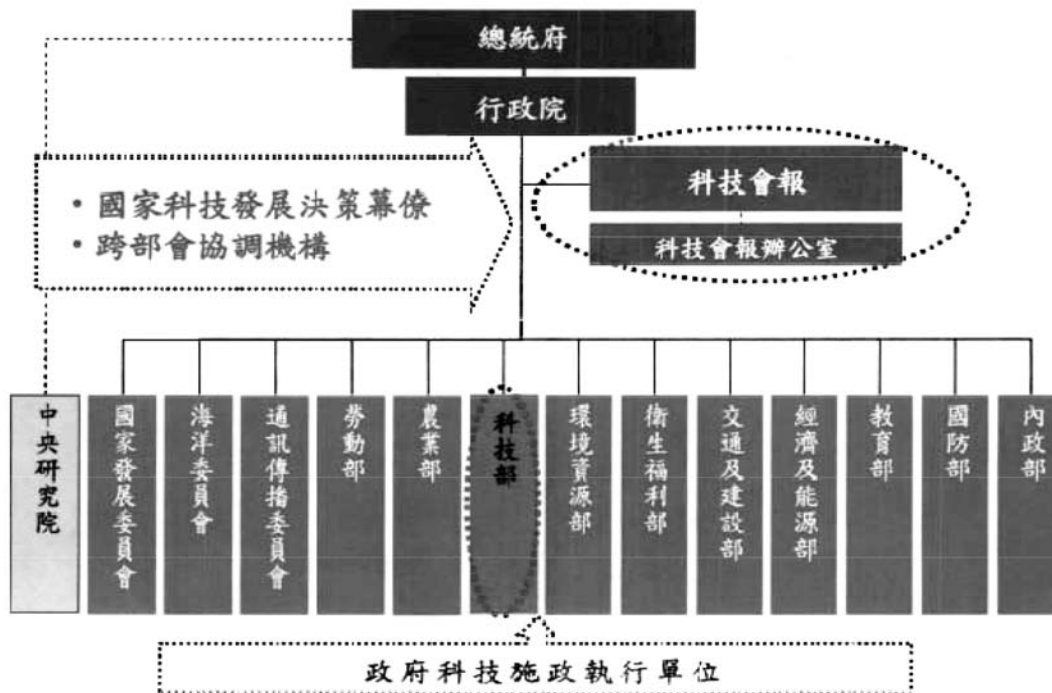 總統府
行政院
科技會報
• 國家科技發展決策幕僚
• 跨部會協調機構
科技會報辦公室
中央研究院
國家發展委員會
海洋委員會
通訊傳播委員會
勞動部
農業部
科技部
環境資源部
衛生福利部
交通及建設部
經濟及能源部
教育部
國防部
內政部
政府科技施政執行單位